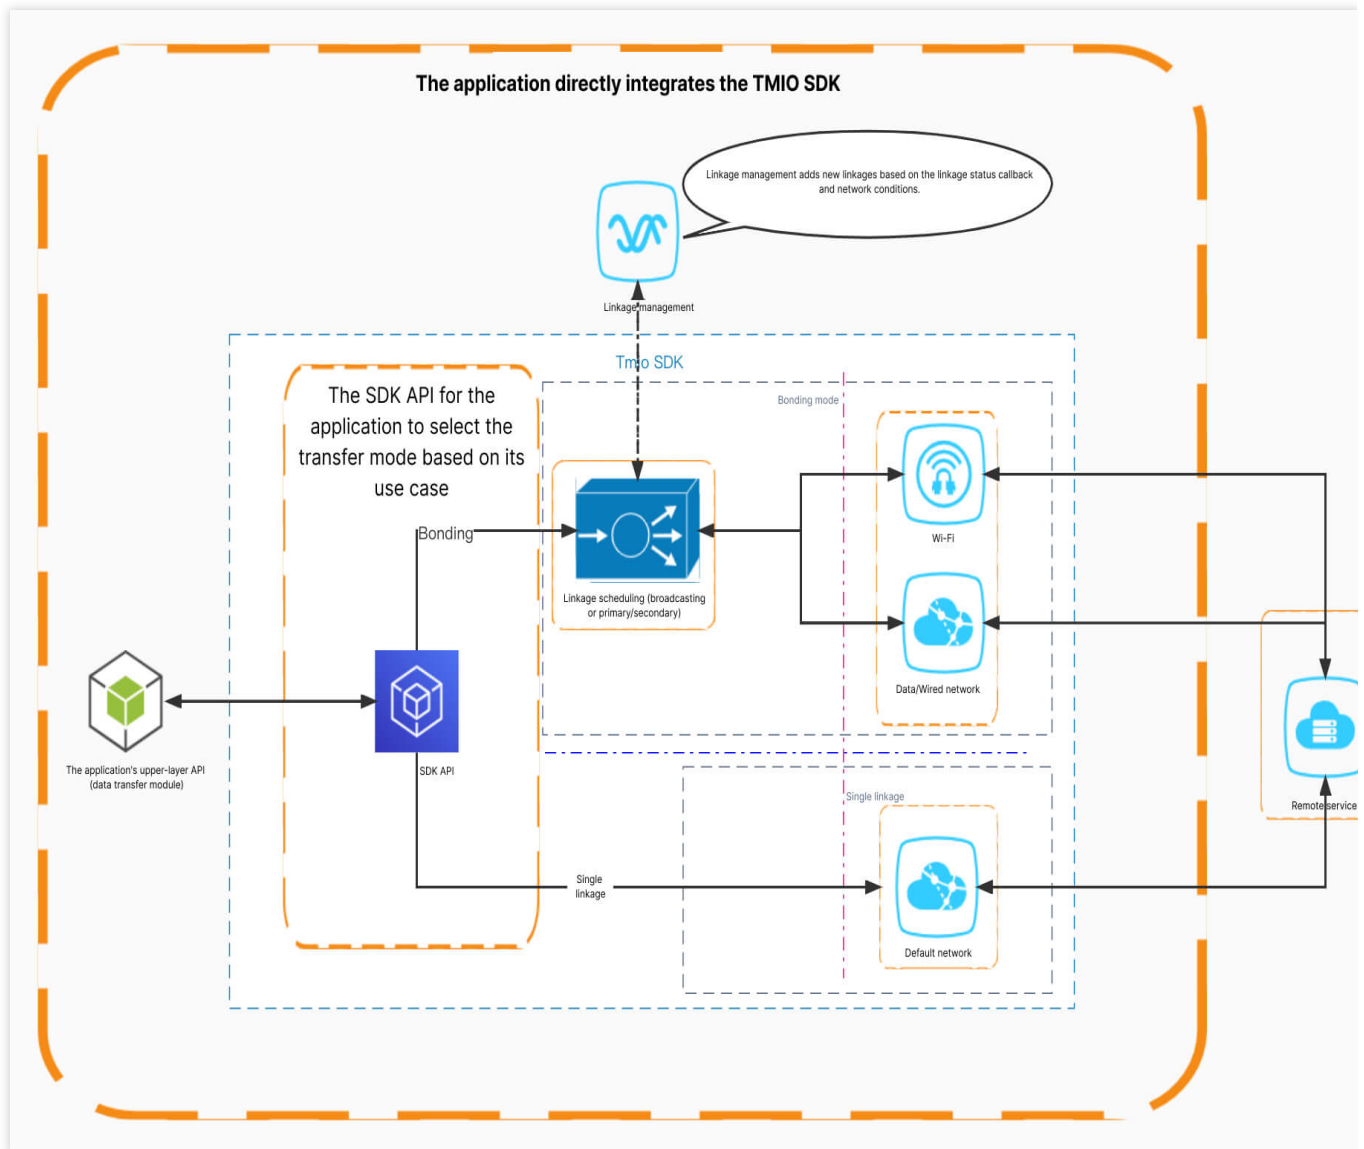 The application directly integrates the TMIO SDK
Linkage management adds new linkages based on the linkage status callback
and network conditions.
Linkage management
Tmio SDK
The SDK API for the
application to select the
transfer mode based on its
use case
Bonding mode
Bonding
Wi-Fi
Linkage scheduling (broadcasting
or primary/secondary)
Data/Wired network
The application's upper-layer API
(data transfer module)
SDK API
Single linkage
Remote service
Single
linkage
Default network